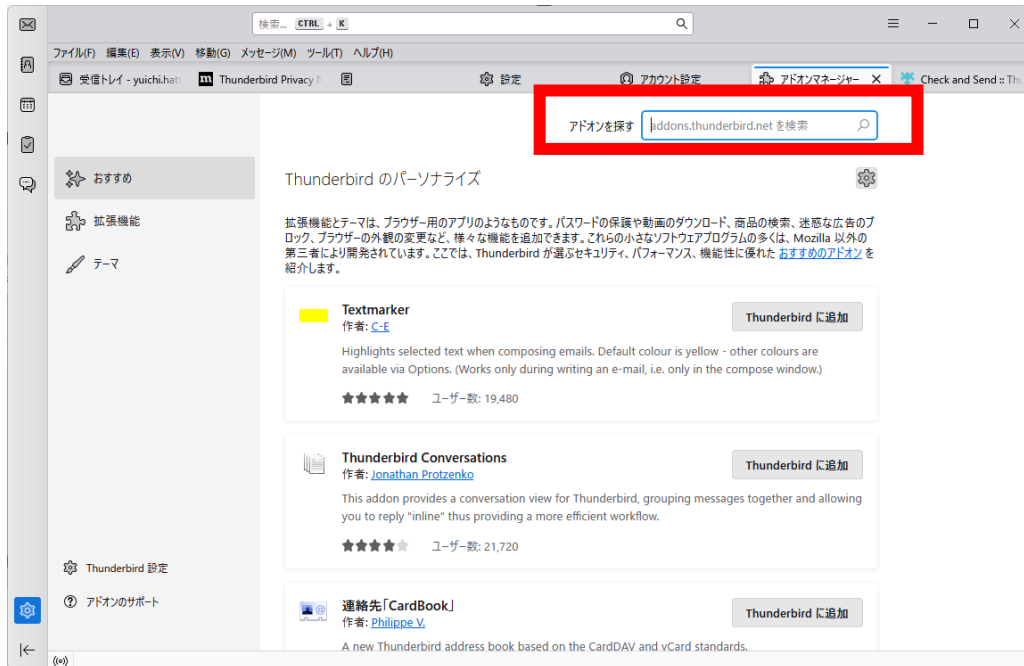 検索... CTRL + K
ファイル(F) 編集(E) 表示(V) 移動(G) メッセージ(M) ツール(T) ヘルプ(H)
受信トレイ - yuichi.hat
Thunderbird Privacy N
設定
アカウント設定
アドオンマネージャー
Check and Send :: Thu
アドオンを探す
addons.thunderbird.net を検索
おすすめ
拡張機能
テーマ
Thunderbird のパーソナライズ
拡張機能とテーマは、ブラウザー用のアプリのようなものです。パスワードの保護や動画のダウンロード、商品の検索、迷惑な広告のブ
ロック、ブラウザーの外観の変更など、様々な機能を追加できます。これらの小さなソフトウェアプログラムの多くは、Mozilla 以外の
第三者により開発されています。ここでは、Thunderbird が選ぶセキュリティ、パフォーマンス、機能性に優れた おすすめのアドオン を
紹介します。
Textmarker
作者: C-E
Thunderbird に追加
Highlights selected text when composing emails. Default colour is yellow - other colours are
available via Options. (Works only during writing an e-mail, i.e. only in the compose window.)
ユーザー数: 19,480
Thunderbird Conversations
作者: Jonathan Protzenko
Thunderbird に追加
This addon provides a conversation view for Thunderbird, grouping messages together and allowing
you to reply "inline" thus providing a more efficient workflow.
ユーザー数: 21,720
連絡先「CardBook」
作者: Philippe V.
Thunderbird に追加
A new Thunderbird address book based on the CardDAV and vCard standards.
Thunderbird 設定
アドオンのサポート